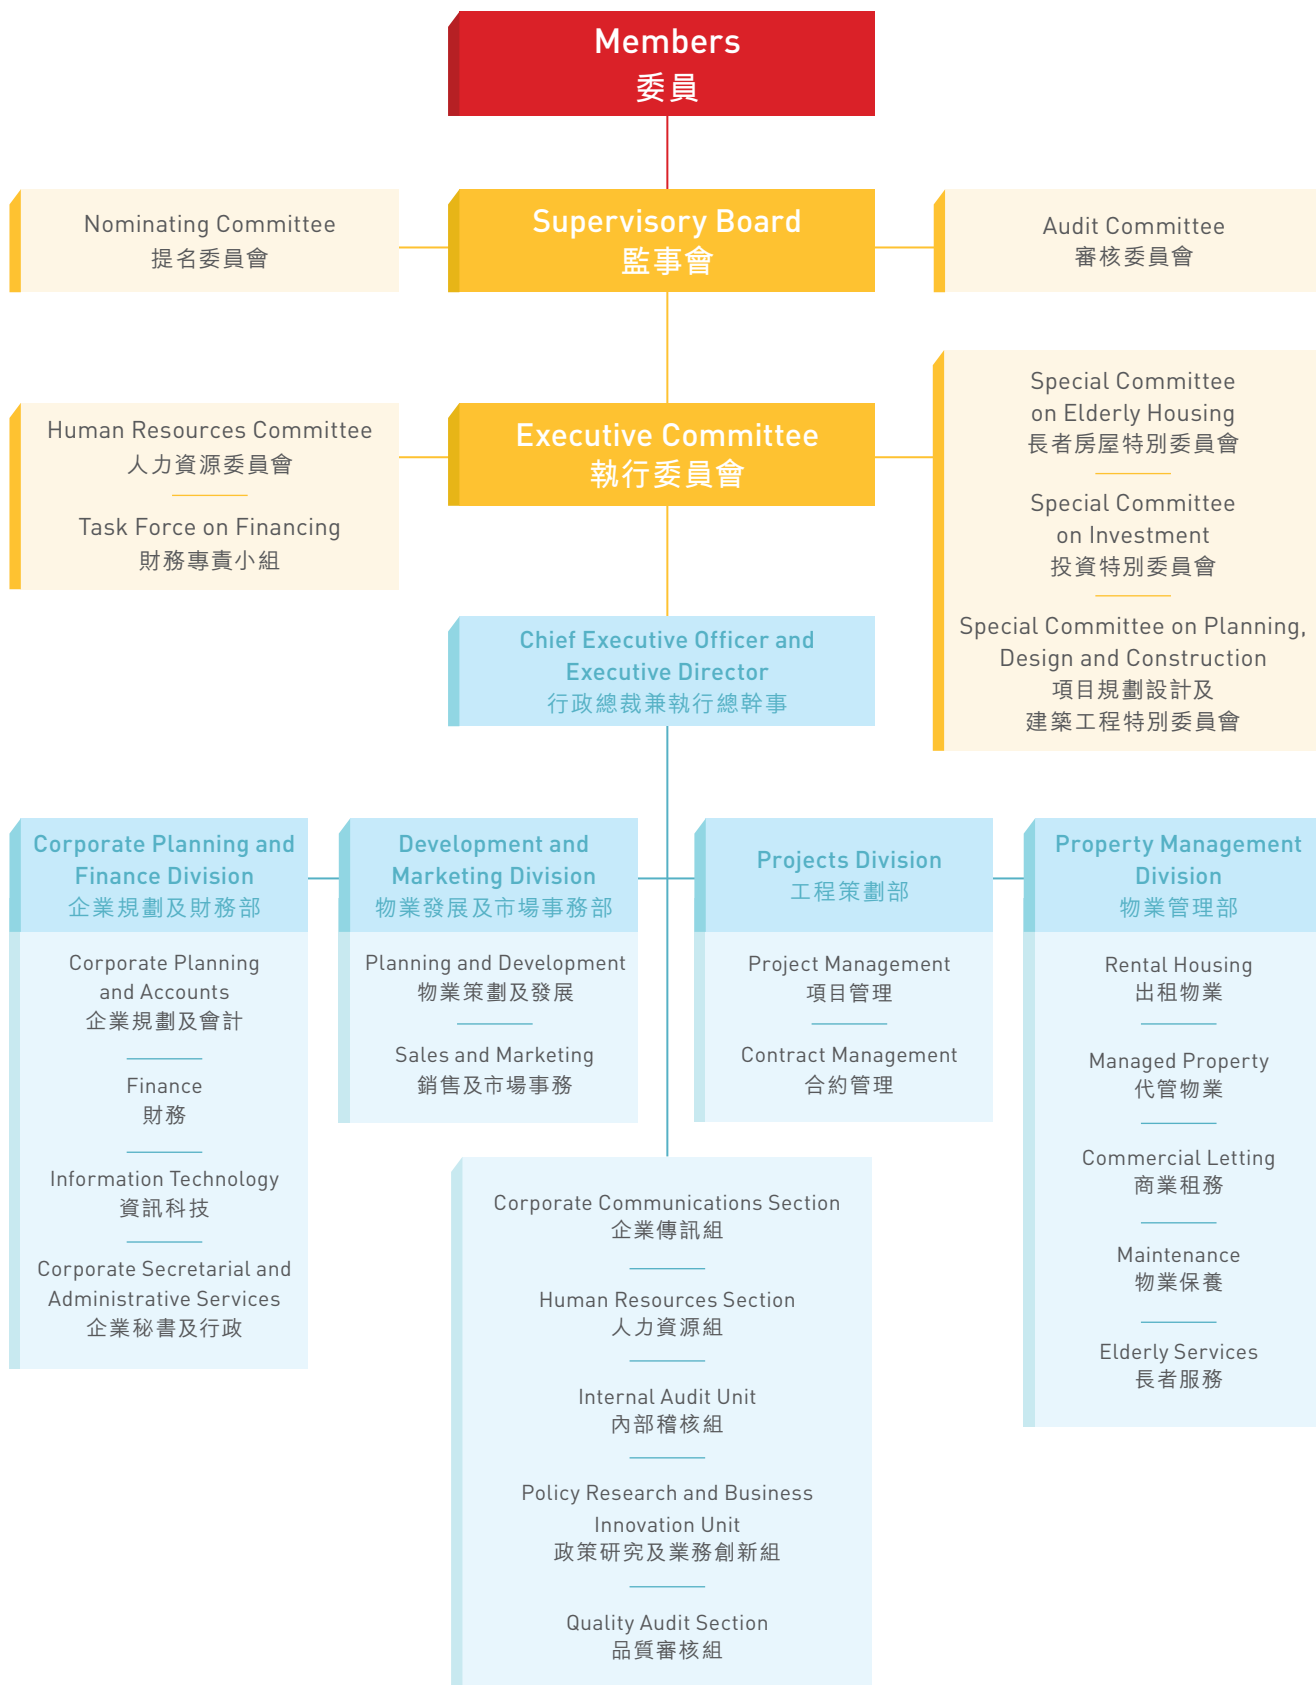 Members
委員
Nominating Committee
提名委員會
Supervisory Board
監事會
Audit Committee
審核委員會
Human Resources Committee
人力資源委員會
Task Force on Financing
財務專責小組
Executive Committee
執行委員會
Special Committee
on Elderly Housing
長者房屋特別委員會
Special Committee
on Investment
投資特別委員會
Special Committee on Planning,
Design and Construction
項目規劃設計及
建築工程特別委員會
Chief Executive Officer and
Executive Director
行政總裁兼執行總幹事
Corporate Planning and
Finance Division
企業規劃及財務部
Corporate Planning
and Accounts
企業規劃及會計
Finance
財務
Information Technology
資訊科技
Corporate Secretarial and
Administrative Services
企業秘書及行政
Development and
Marketing Division
物業發展及市場事務部
Planning and Development
物業策劃及發展
Sales and Marketing
銷售及市場事務
Projects Division
工程策劃部
Project Management
項目管理
Contract Management
合約管理
Property Management
Division
物業管理部
Rental Housing
出租物業
Managed Property
代管物業
Commercial Letting
商業租務
Maintenance
物業保養
Elderly Services
長者服務
Corporate Communications Section
企業傳訊組
Human Resources Section
人力資源組
Internal Audit Unit
內部稽核組
Policy Research and Business
Innovation Unit
政策研究及業務創新組
Quality Audit Section
品質審核組